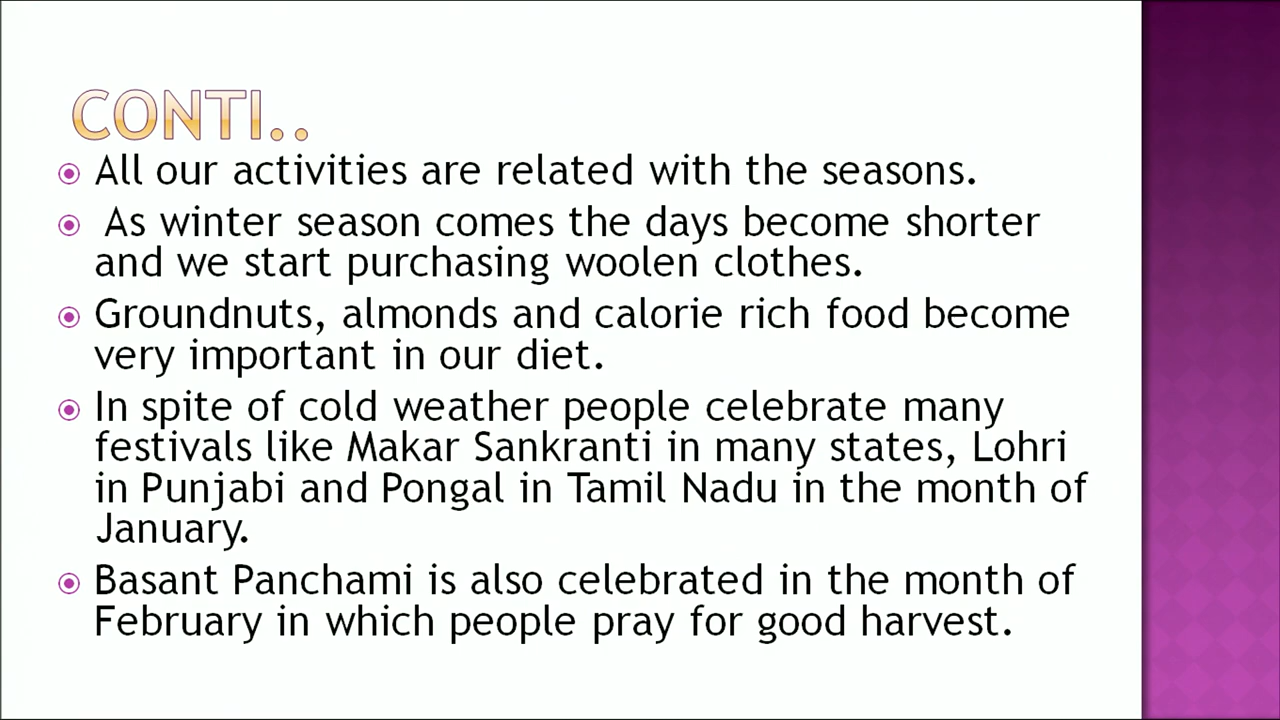 CONTI..
All our activities are related with the seasons.
As winter season comes the days become shorter
and we start purchasing woolen clothes.
Groundnuts, almonds and calorie rich food become
very important in our diet.
In spite of cold weather people celebrate many
festivals like Makar Sankranti in many states, Lohri
in Punjabi and Pongal in Tamil Nadu in the month of
January.
Basant Panchami is also celebrated in the month of
February in which people pray for good harvest.